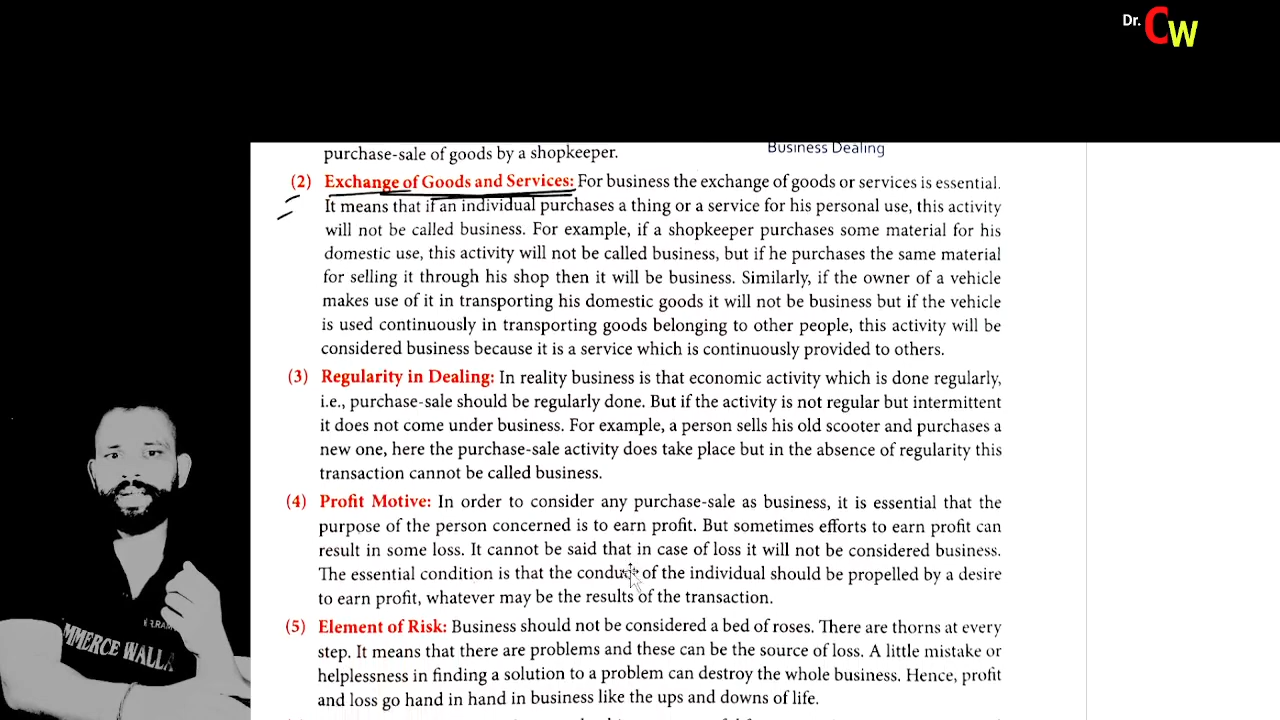 Dr. CW
purchase-sale of goods by a shopkeeper.
Business Dealing
(2) Exchange of Goods and Services: For business the exchange of goods or services is essential.
It means that if an individual purchases a thing or a service for his personal use, this activity
will not be called business. For example, if a shopkeeper purchases some material for his
domestic use, this activity will not be called business, but if he purchases the same material
for selling it through his shop then it will be business. Similarly, if the owner of a vehicle
makes use of it in transporting his domestic goods it will not be business but if the vehicle
is used continuously in transporting goods belonging to other people, this activity will be
considered business because it is a service which is continuously provided to others.
(3) Regularity in Dealing: In reality business is that economic activity which is done regularly,
i.e., purchase-sale should be regularly done. But if the activity is not regular but intermittent
it does not come under business. For example, a person sells his old scooter and purchases a
new one, here the purchase-sale activity does take place but in the absence of regularity this
transaction cannot be called business.
(4) Profit Motive: In order to consider any purchase-sale as business, it is essential that the
purpose of the person concerned is to earn profit. But sometimes efforts to earn profit can
result in some loss. It cannot be said that in case of loss it will not be considered business.
The essential condition is that the conduct of the individual should be propelled by a desire
to earn profit, whatever may be the results of the transaction.
(5) Element of Risk: Business should not be considered a bed of roses. There are thorns at every
step. It means that there are problems and these can be the source of loss. A little mistake or
helplessness in finding a solution to a problem can destroy the whole business. Hence, profit
and loss go hand in hand in business like the ups and downs of life.